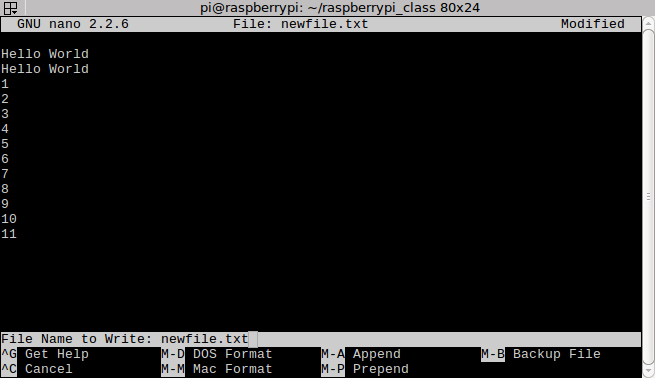 pi@raspberrypi: ~/raspberrypi_class 80x24
GNU nano 2.2.6 File: newfile.txt Modified
Hello World
Hello World
1
2
3
4
5
6
7
8
9
10
11
File Name to Write: newfile.txt
^G Get Help M-D DOS Format M-A Append M-B Backup File
^C Cancel M-M Mac Format M-P Prepend